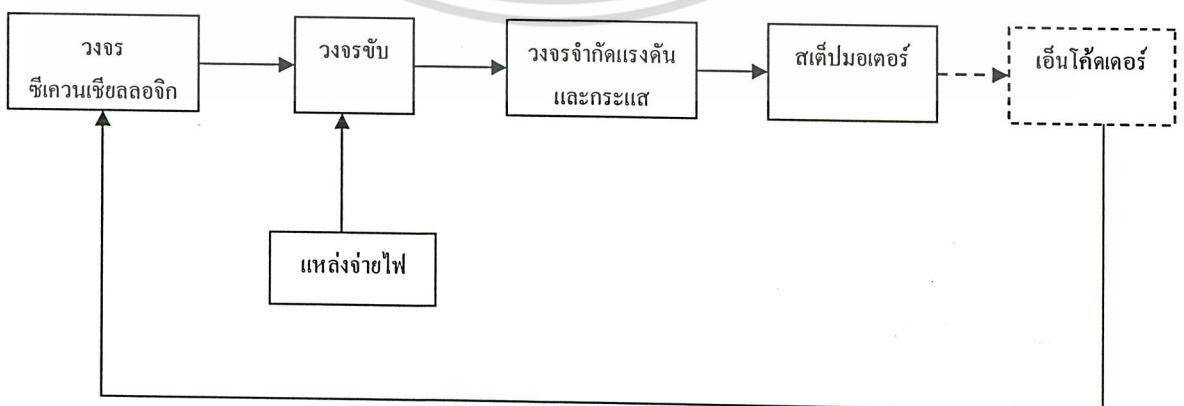 วงจร
ซีเควนเชียลลอจิก
วงจรขับ
วงจรจำกัดแรงดัน
และกระแส
สเต็ปมอเตอร์
เอ็นโค้ดเดอร์
แหล่งจ่ายไฟ